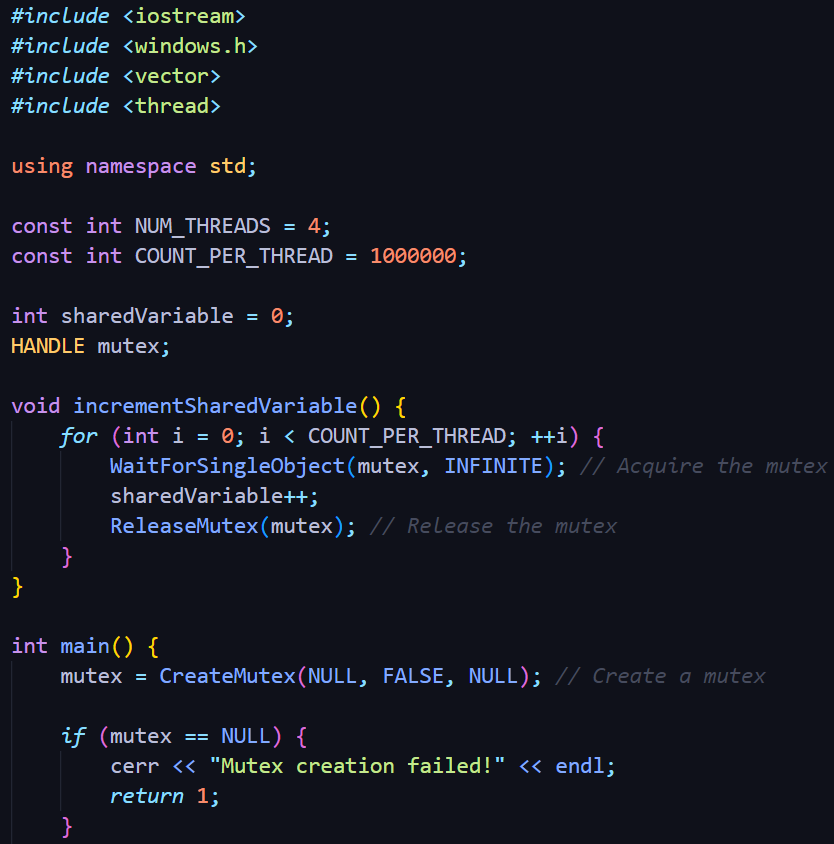 #include <iostream>
#include <windows.h>
#include <vector>
#include <thread>

using namespace std;

const int NUM_THREADS = 4;
const int COUNT_PER_THREAD = 1000000;

int sharedVariable = 0;
HANDLE mutex;

void incrementSharedVariable() {
    for (int i = 0; i < COUNT_PER_THREAD; ++i) {
        WaitForSingleObject(mutex, INFINITE); // Acquire the mutex
        sharedVariable++;
        ReleaseMutex(mutex); // Release the mutex
    }
}

int main() {
    mutex = CreateMutex(NULL, FALSE, NULL); // Create a mutex

    if (mutex == NULL) {
        cerr << "Mutex creation failed!" << endl;
        return 1;
    }